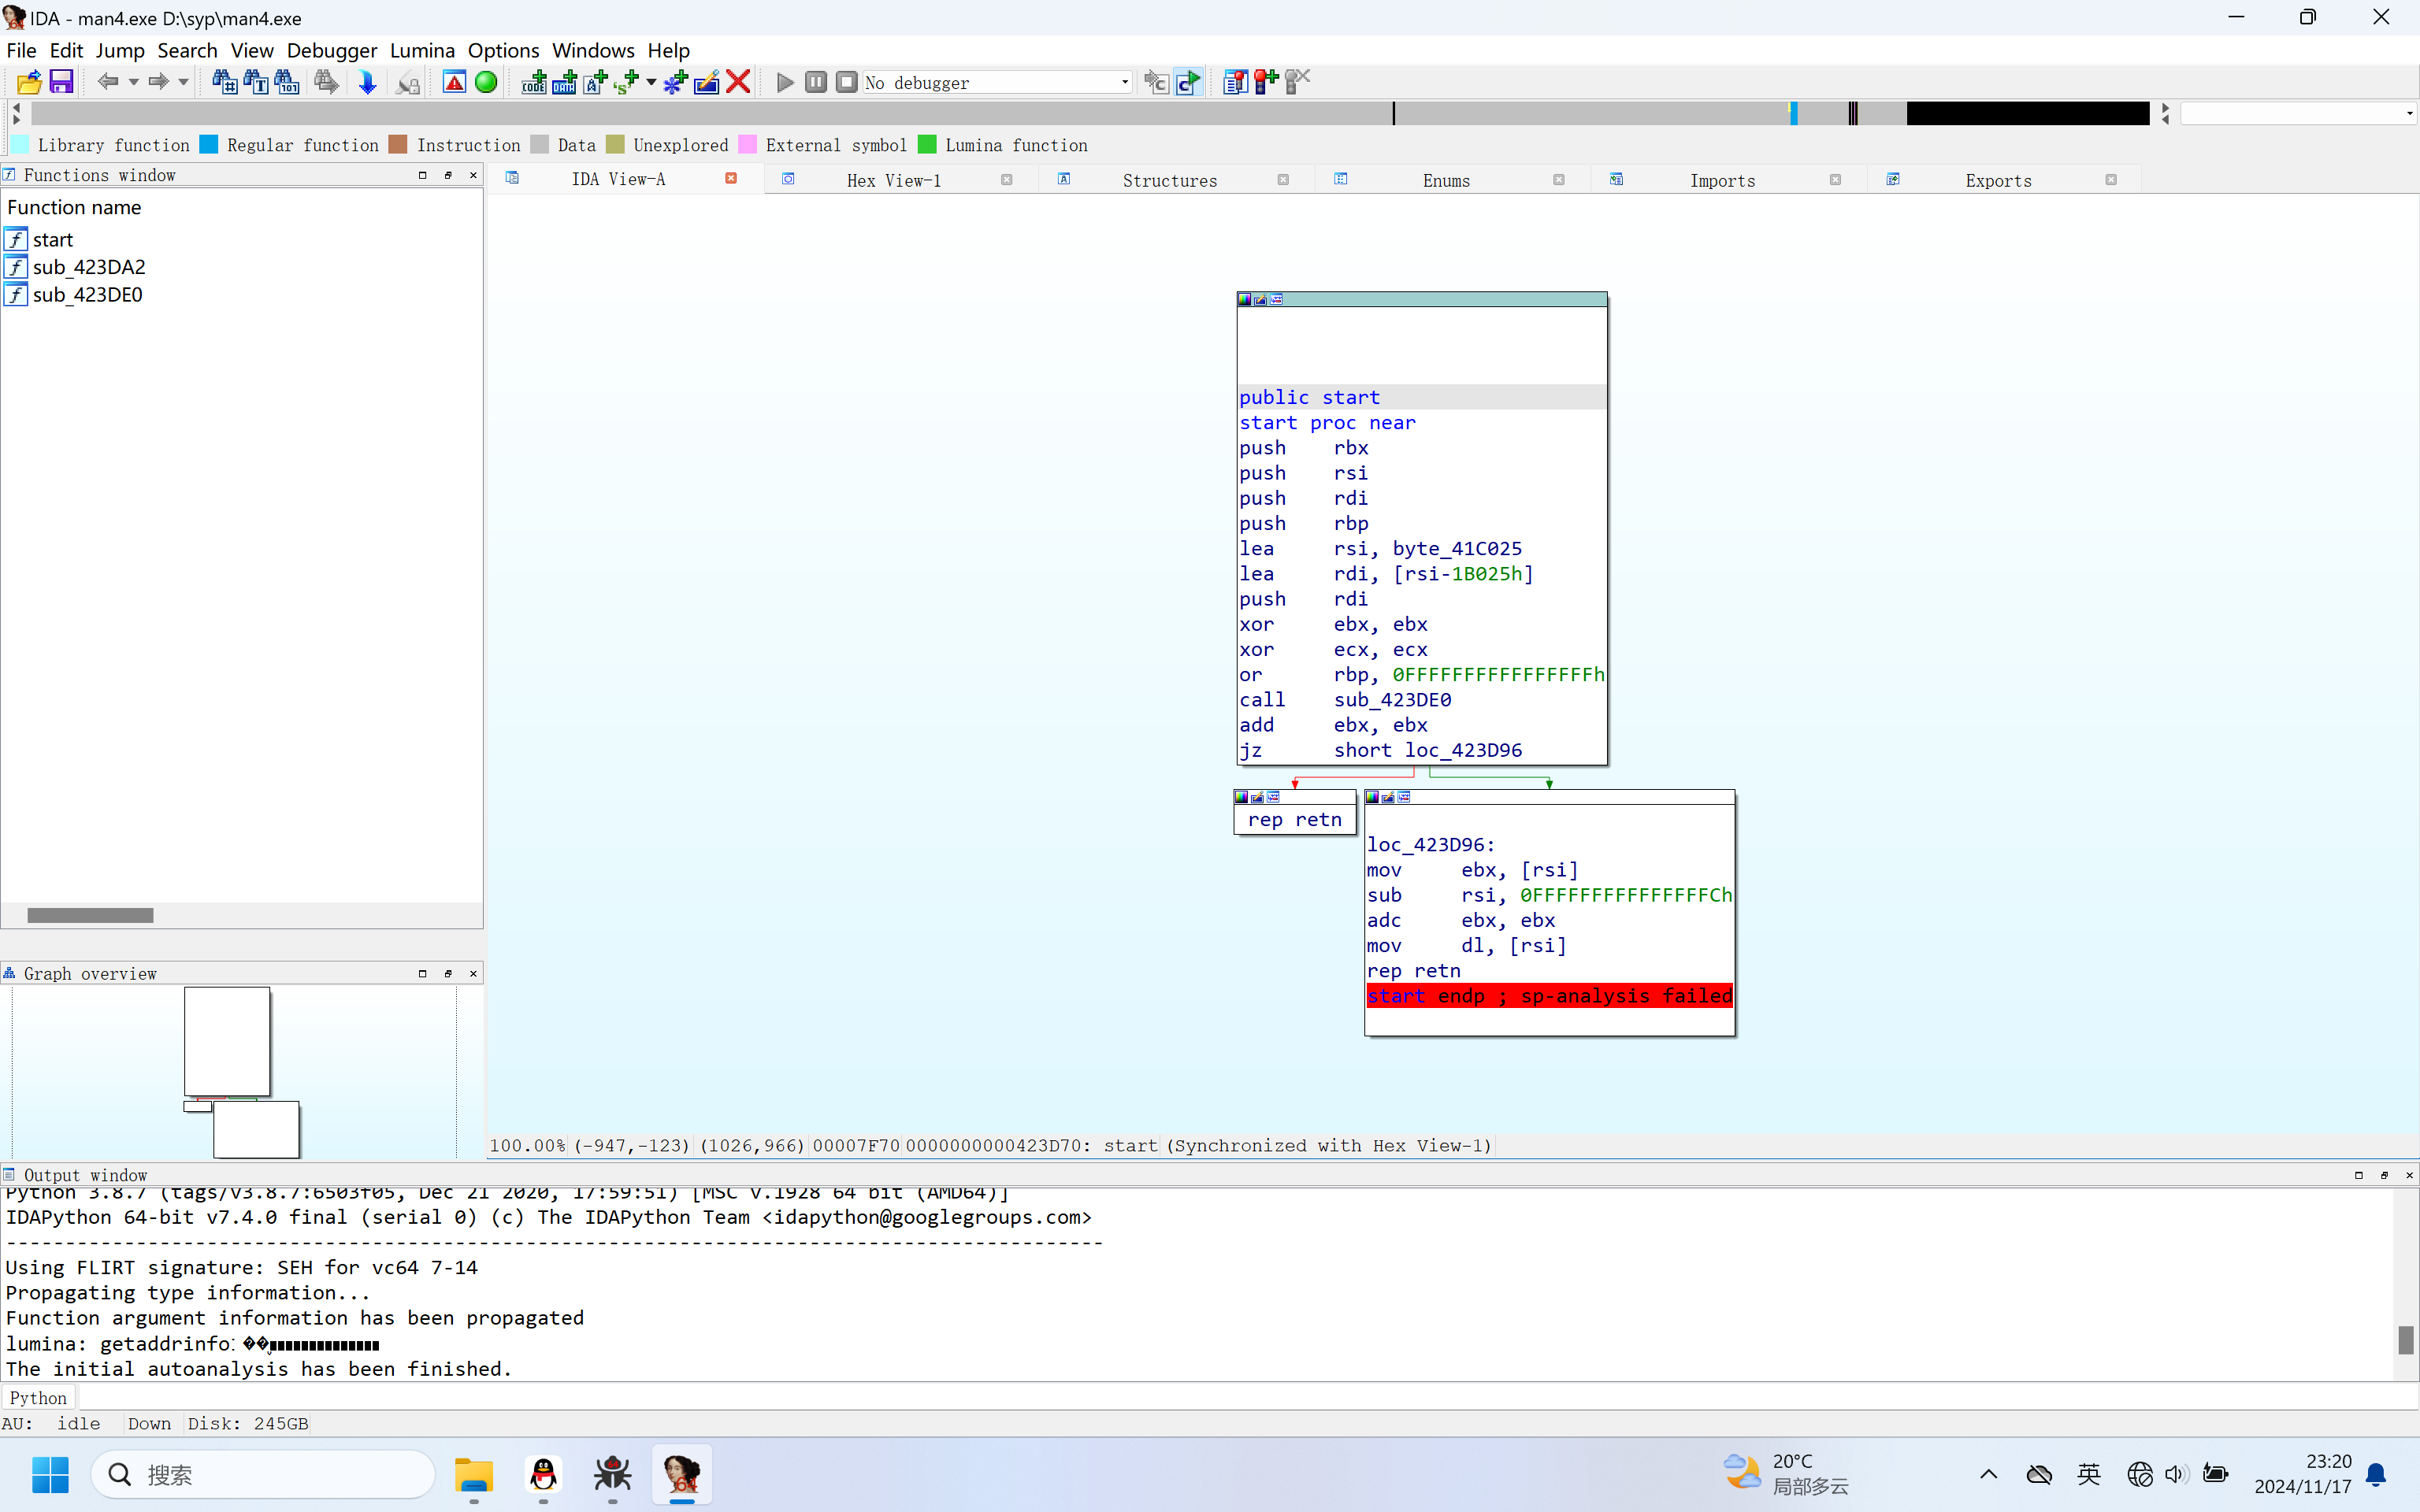 IDA - man4.exe D:\syp\man4.exe
File Edit Jump Search View Debugger Lumina Options Windows Help
No debugger
Library function Regular function Instruction Data Unexplored External symbol Lumina function
Functions window
IDA View-A
Hex View-1
Structures
Enums
Imports
Exports
Function name
start
sub_423DA2
sub_423DE0
public start
start proc near
push rbx
push rsi
push rdi
push rbp
lea rsi, byte_41C025
lea rdi, [rsi-1B025h]
push rdi
xor ebx, ebx
xor ecx, ecx
or rbp, 0FFFFFFFFFFFFFFFFh
call sub_423DE0
add ebx, ebx
jz short loc_423D96
rep retn
loc_423D96:
mov ebx, [rsi]
sub rsi, 0FFFFFFFFFFFFFFFCh
adc ebx, ebx
mov dl, [rsi]
rep retn
start endp ; sp-analysis failed
Graph overview
100.00% (-947,-123) (1026,966) 00007F70 0000000000423D70: start (Synchronized with Hex View-1)
Output window
Python 3.8.7 (tags/v3.8.7:6503f05, Dec 21 2020, 17:59:51) [MSC v.1928 64 bit (AMD64)]
IDAPython 64-bit v7.4.0 final (serial 0) (c) The IDAPython Team <idapython@googlegroups.com>
---------------------------------------------------------------------------------------------
Using FLIRT signature: SEH for vc64 7-14
Propagating type information...
Function argument information has been propagated
lumina: getaddrinfo:
The initial autoanalysis has been finished.
Python
AU: idle Down Disk: 245GB
搜索
20°C
局部多云
英
23:20
2024/11/17